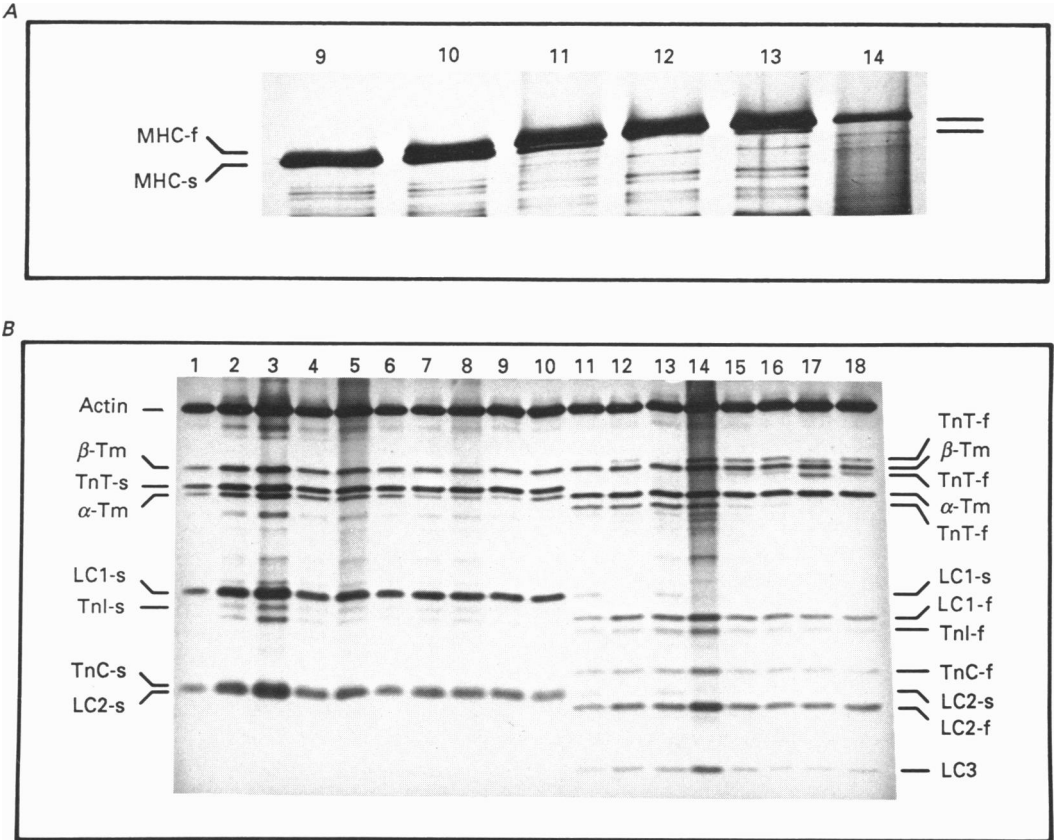 A
9 10 11 12 13 14
MHC-f
MHC-s
B
1 2 3 4 5 6 7 8 9 10 11 12 13 14 15 16 17 18
Actin
β-Tm
TnT-s
α-Tm
LC1-s
TnI-s
TnC-s
LC2-s
TnT-f
β-Tm
TnT-f
α-Tm
TnT-f
LC1-s
LC1-f
TnI-f
TnC-f
LC2-s
LC2-f
LC3